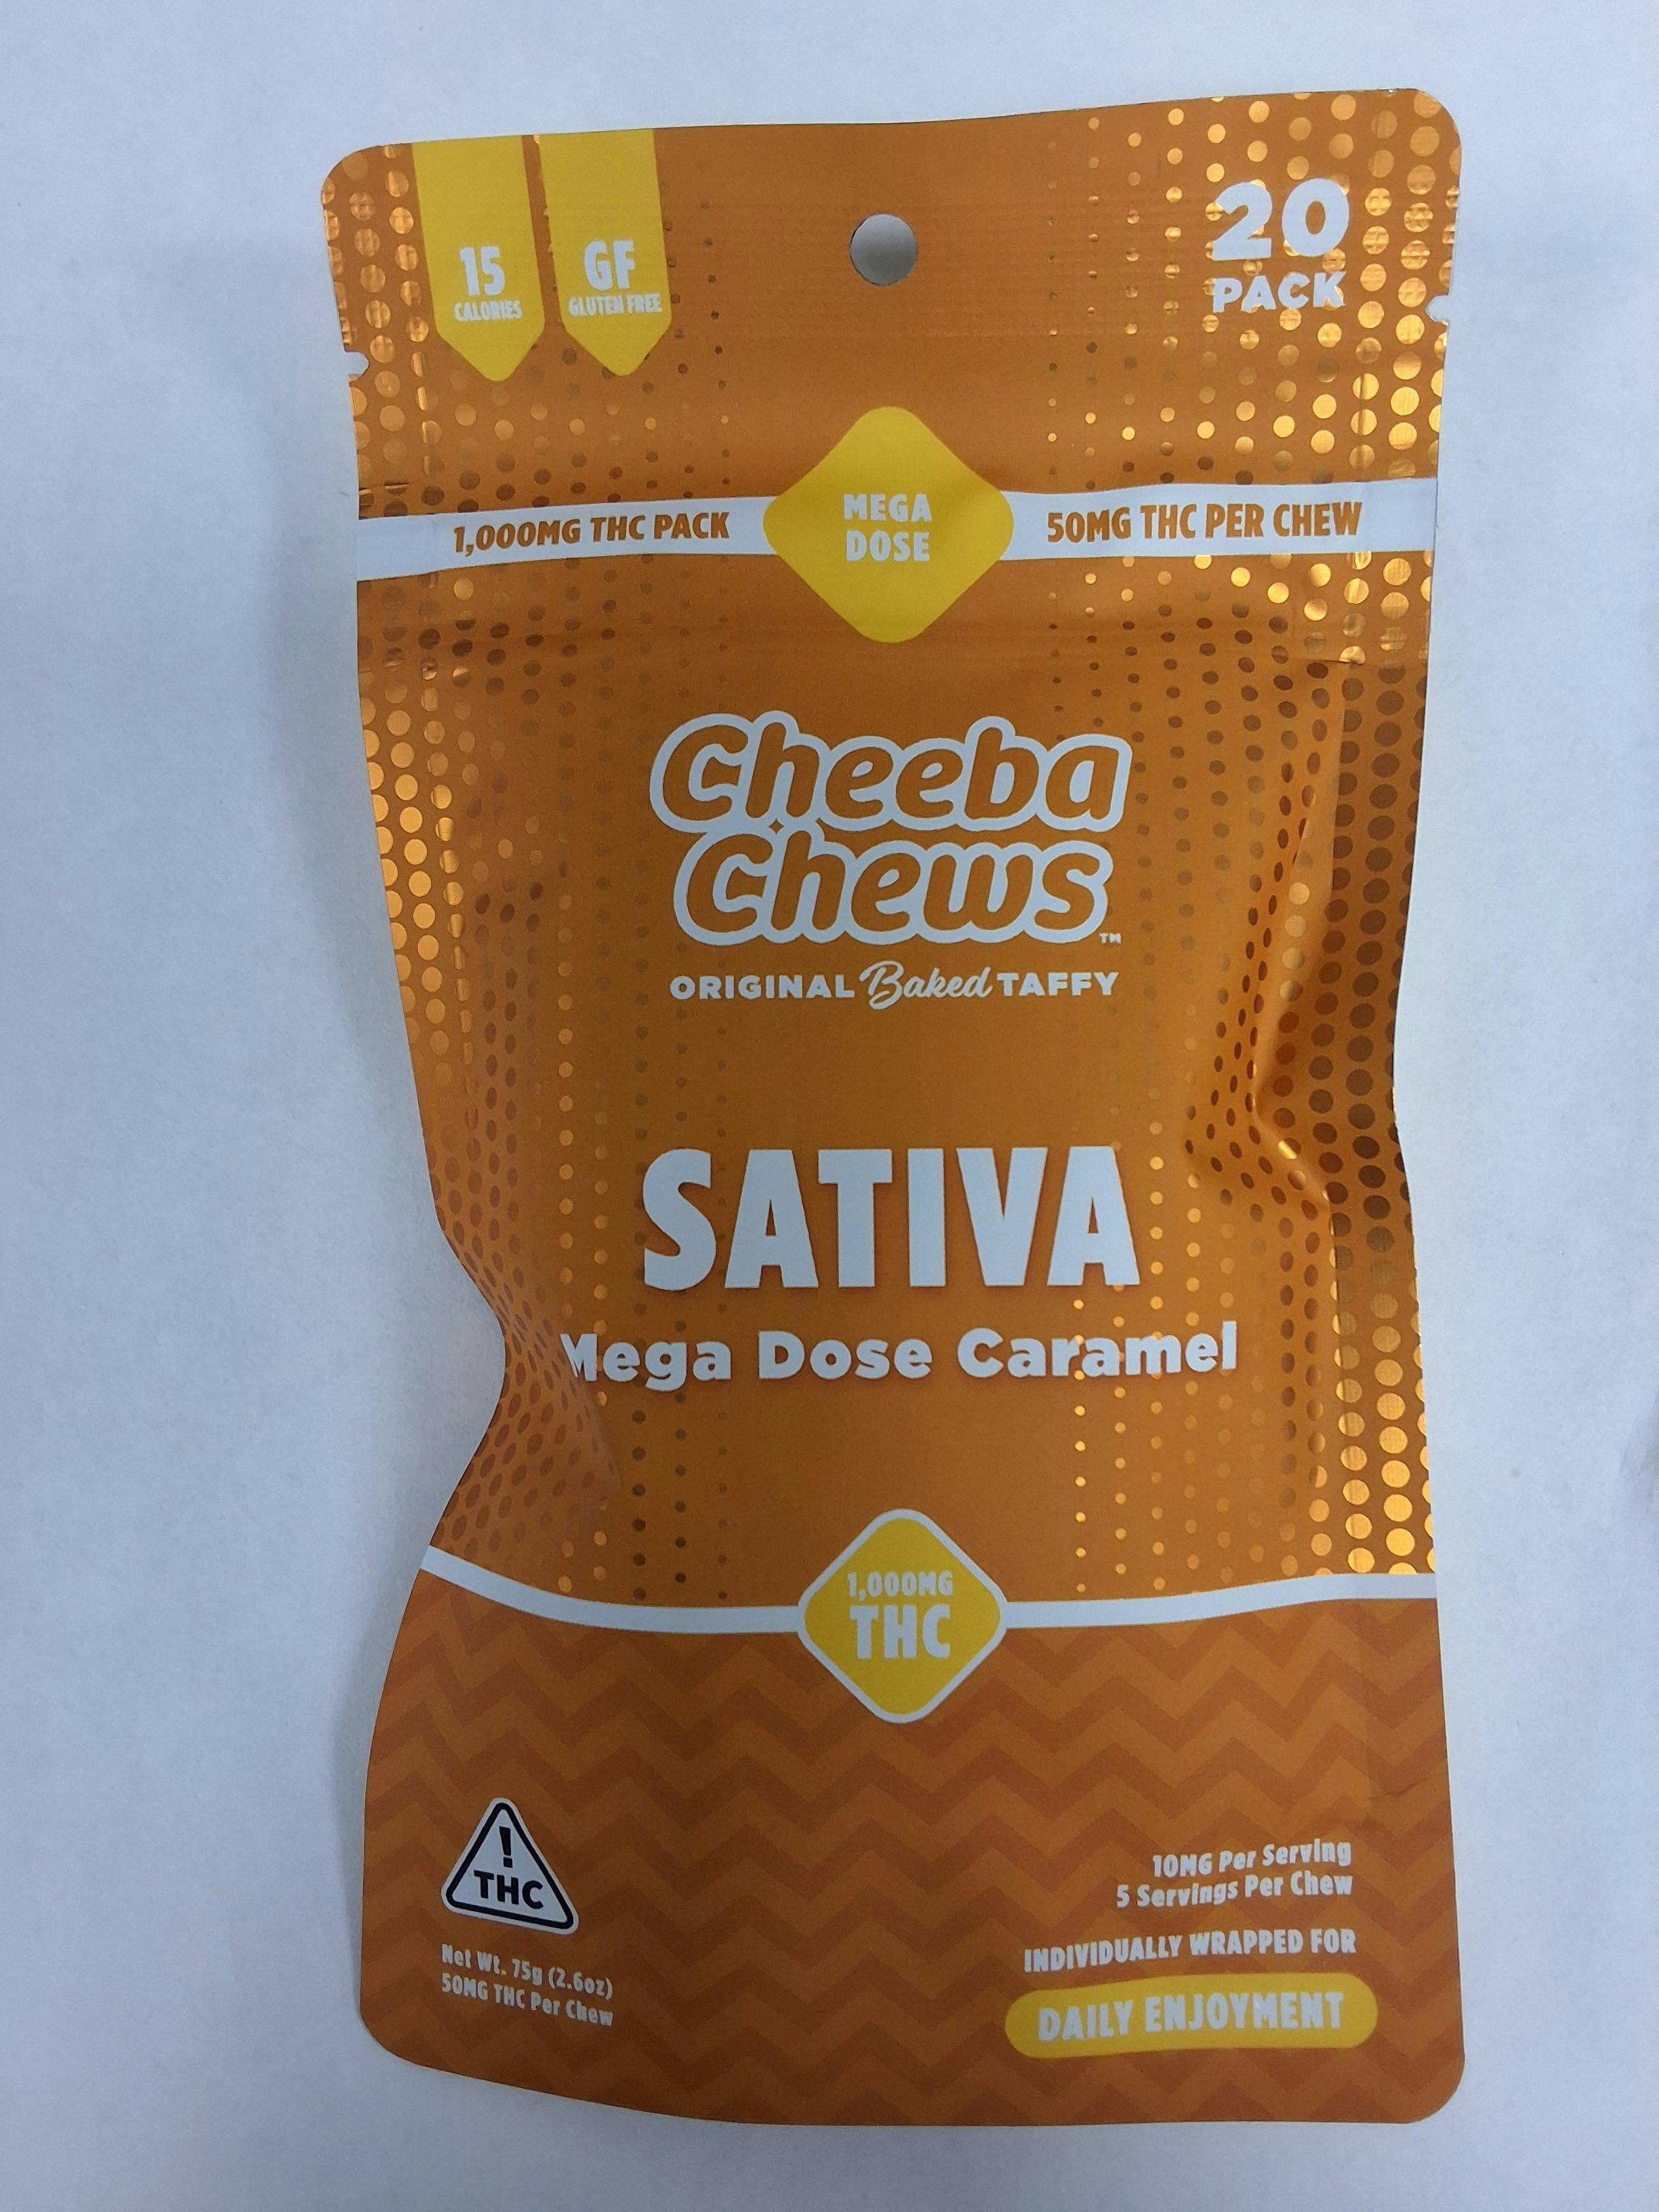 15
CALORIES
GF
GLUTEN FREE
20
PACK
1,000MG THC PACK
MEGA
DOSE
50MG THC PER CHEW
Cheeba
Chews™
ORIGINAL Baked TAFFY
SATIVA
Mega Dose Caramel
1,000MG
THC
!
THC
Net Wt. 75g (2.6oz)
50MG THC Per Chew
10MG Per Serving
5 Servings Per Chew
INDIVIDUALLY WRAPPED FOR
DAILY ENJOYMENT